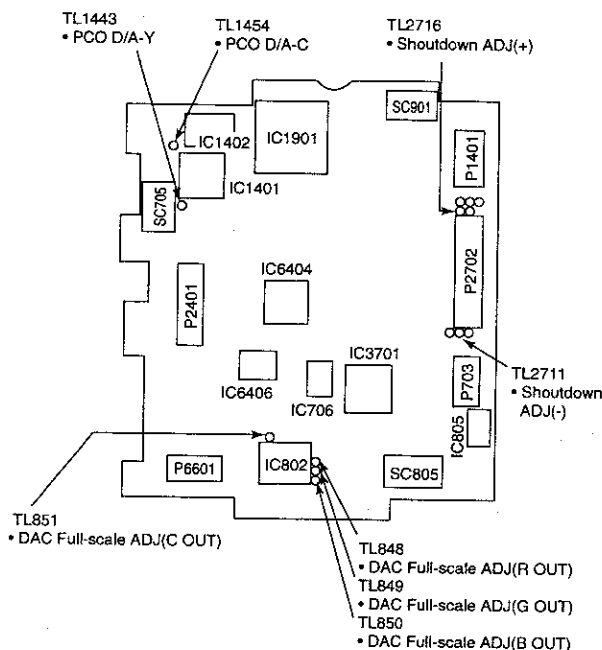 TL1443
• PCO D/A-Y
TL1454
• PCO D/A-C
TL2716
• Shoutdown ADJ(+)
SC901
IC1402
IC1901
P1401
IC1401
SC705
P2702
IC6404
P2401
IC3701
IC6406
IC706
P703
TL2711
• Shoutdown
ADJ(-)
IC805
IC802
P6601
SC805
TL851
• DAC Full-scale ADJ(C OUT)
TL848
• DAC Full-scale ADJ(R OUT)
TL849
• DAC Full-scale ADJ(G OUT)
TL850
• DAC Full-scale ADJ(B OUT)